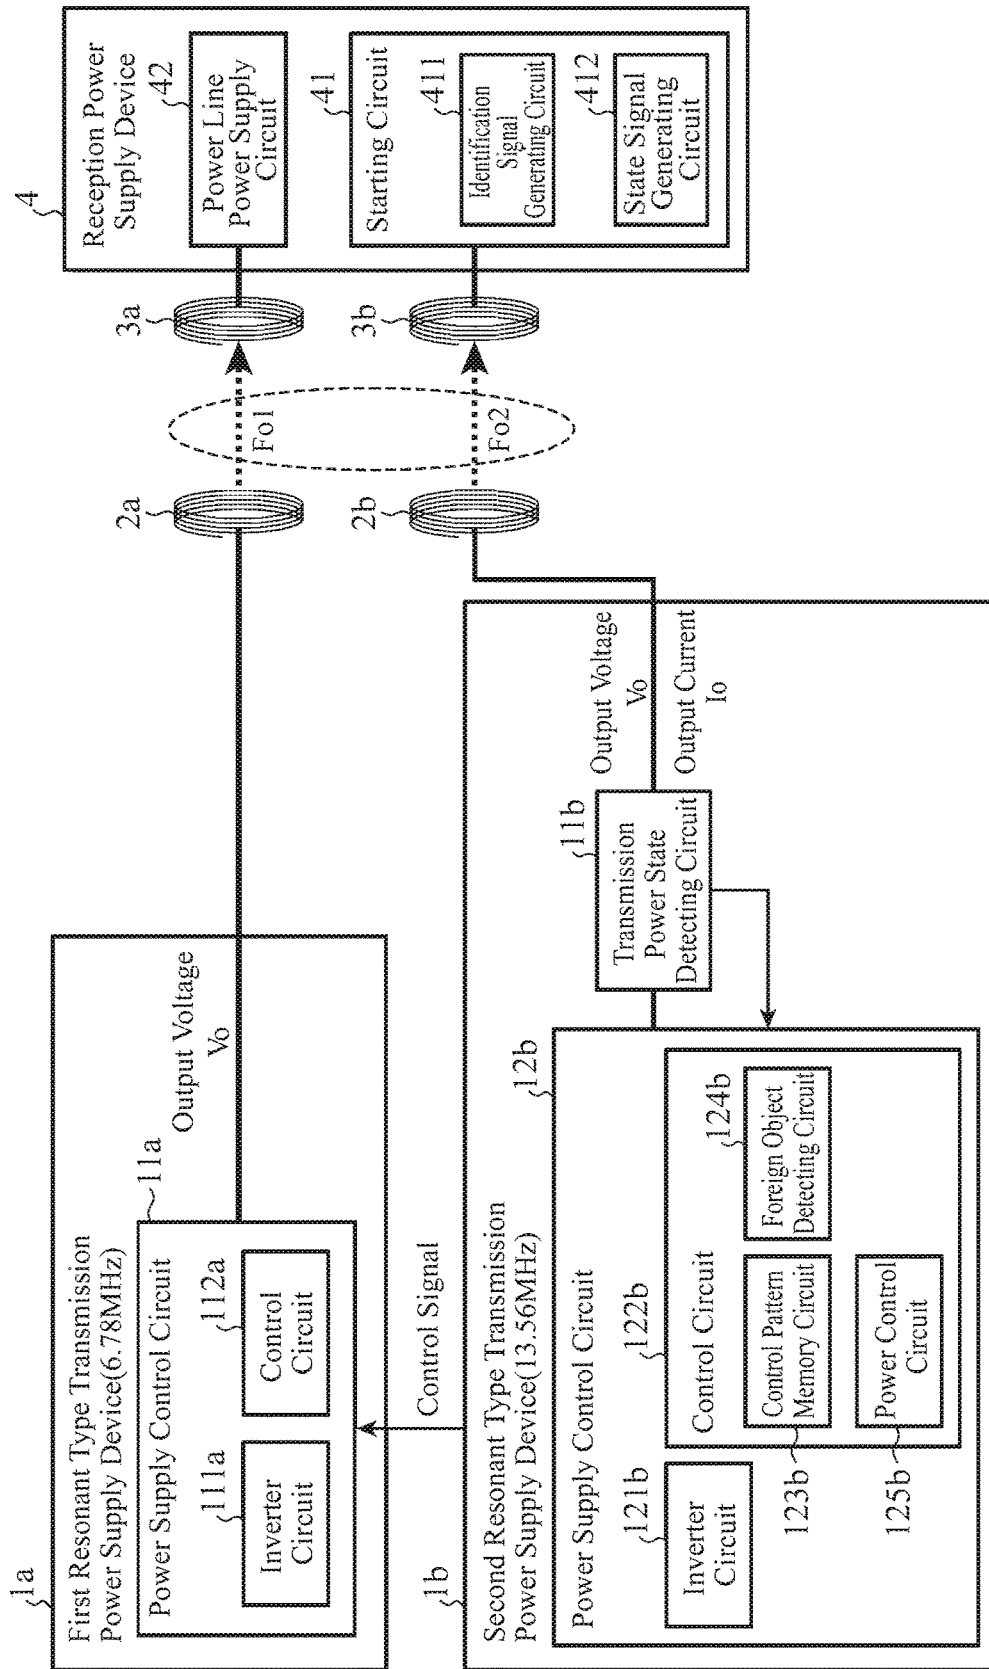 1a
First Resonant Type Transmission
Power Supply Device(6.78MHz)
11a
Power Supply Control Circuit
111a
Inverter
Circuit
112a
Control
Circuit
Output Voltage
Vo
2a
Fo1
3a
4
Reception Power
Supply Device
42
Power Line
Power Supply
Circuit
41
Starting Circuit
411
Identification
Signal
Generating Circuit
412
State Signal
Generating
Circuit
Control Signal
2b
Fo2
3b
1b
Second Resonant Type Transmission
Power Supply Device(13.56MHz)
12b
Power Supply Control Circuit
121b
Inverter
Circuit
122b
Control Circuit
Control Pattern
Memory Circuit
123b
124b
Foreign Object
Detecting Circuit
Power Control
Circuit
125b
11b
Transmission
Power State
Detecting Circuit
Output Voltage
Vo
Output Current
Io